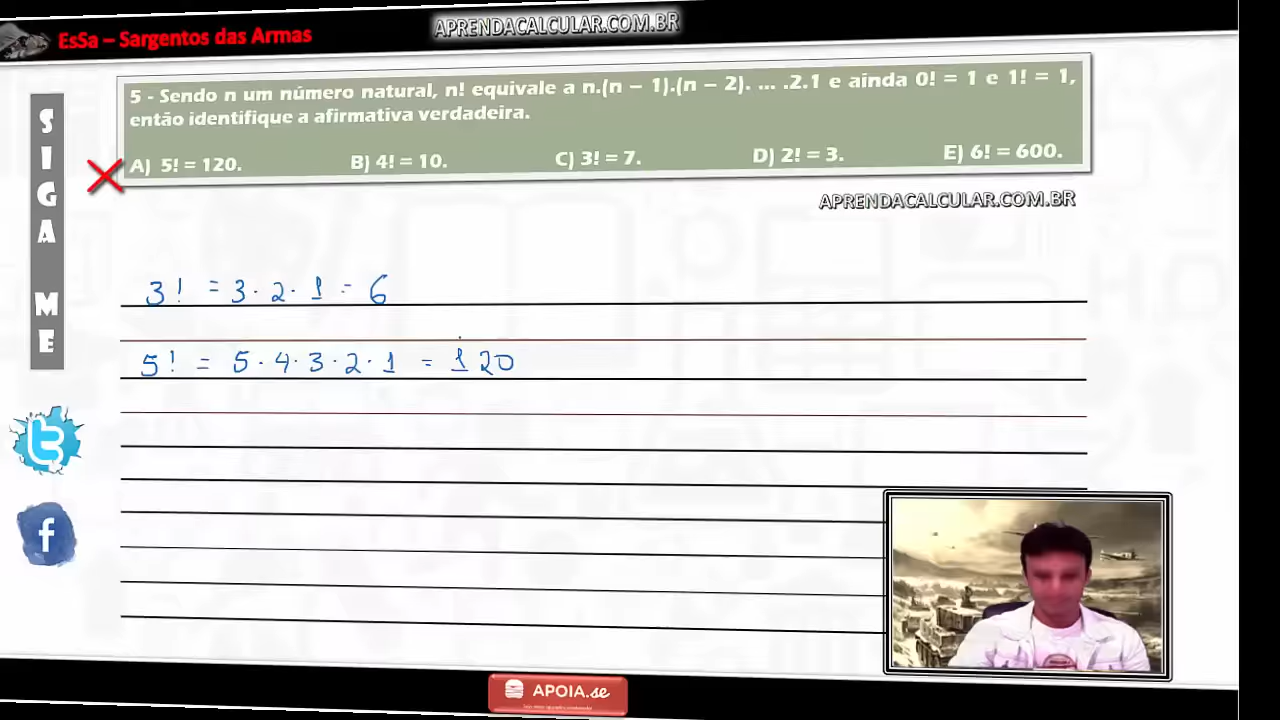 EsSa – Sargentos das Armas
APRENDACALCULAR.COM.BR
5 - Sendo n um número natural, n! equivale a n.(n – 1).(n – 2). ... .2.1 e ainda 0! = 1 e 1! = 1,
então identifique a afirmativa verdadeira.
A) 5! = 120. B) 4! = 10. C) 3! = 7. D) 2! = 3. E) 6! = 600.
APRENDACALCULAR.COM.BR
SIGA ME
3! = 3 · 2 · 1 = 6
5! = 5 · 4 · 3 · 2 · 1 = 120
APOIA.se